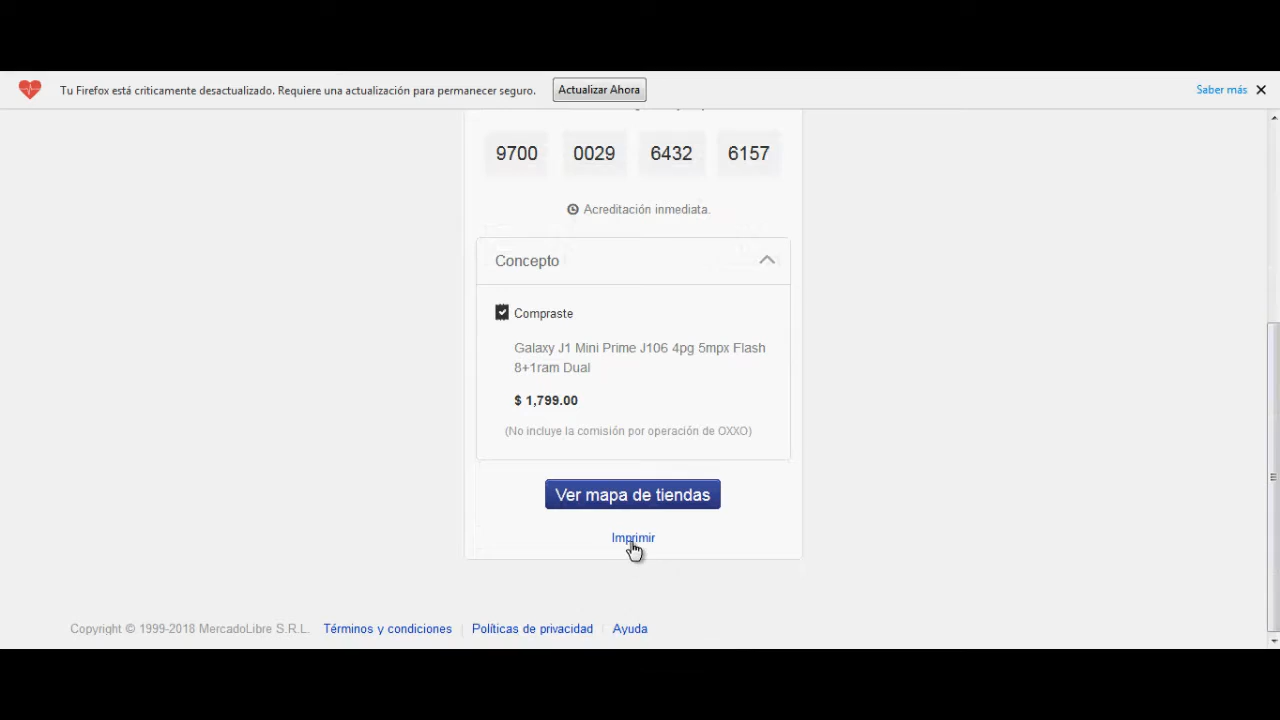 Tu Firefox está criticamente desactualizado. Requiere una actualización para permanecer seguro. Actualizar Ahora Saber más
9700 0029 6432 6157
Acreditación inmediata.
Concepto
Compraste
Galaxy J1 Mini Prime J106 4pg 5mpx Flash
8+1ram Dual
$ 1,799.00
(No incluye la comisión por operación de OXXO)
Ver mapa de tiendas
Imprimir
Copyright © 1999-2018 MercadoLibre S.R.L. Términos y condiciones Políticas de privacidad Ayuda